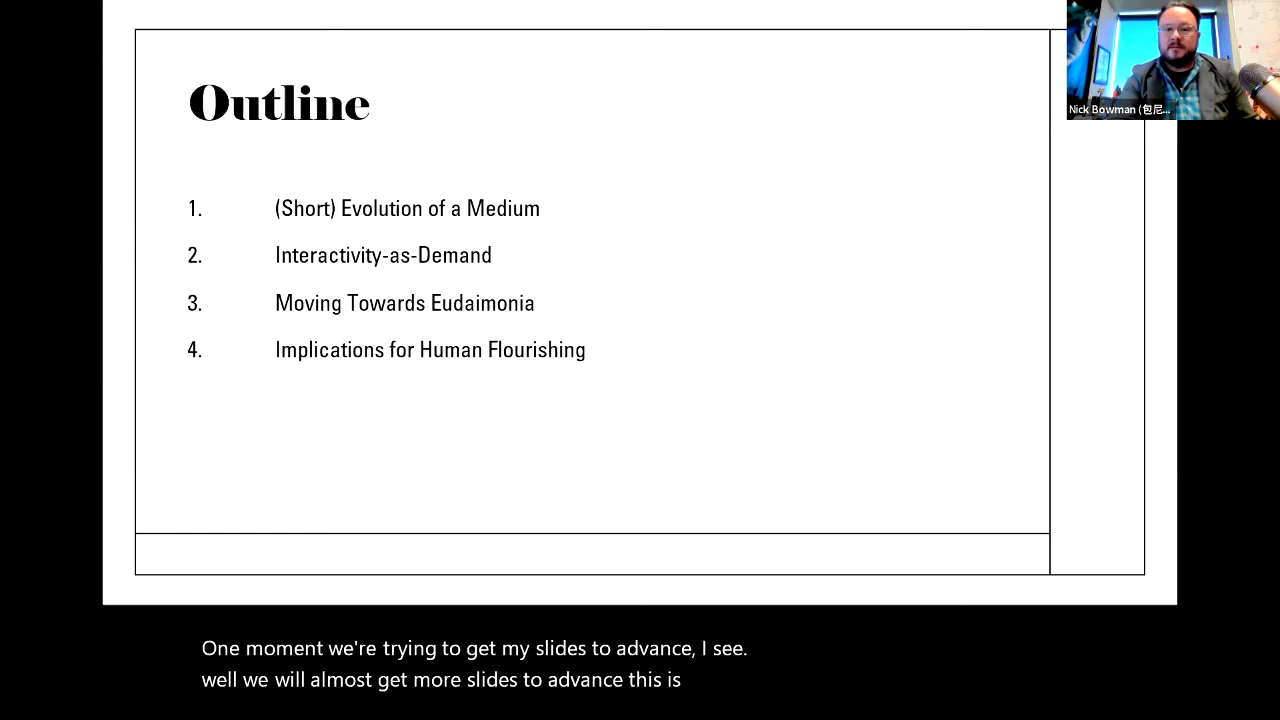 Outline
1. (Short) Evolution of a Medium
2. Interactivity-as-Demand
3. Moving Towards Eudaimonia
4. Implications for Human Flourishing
Nick Bowman (包尼...
One moment we're trying to get my slides to advance, I see.
well we will almost get more slides to advance this is